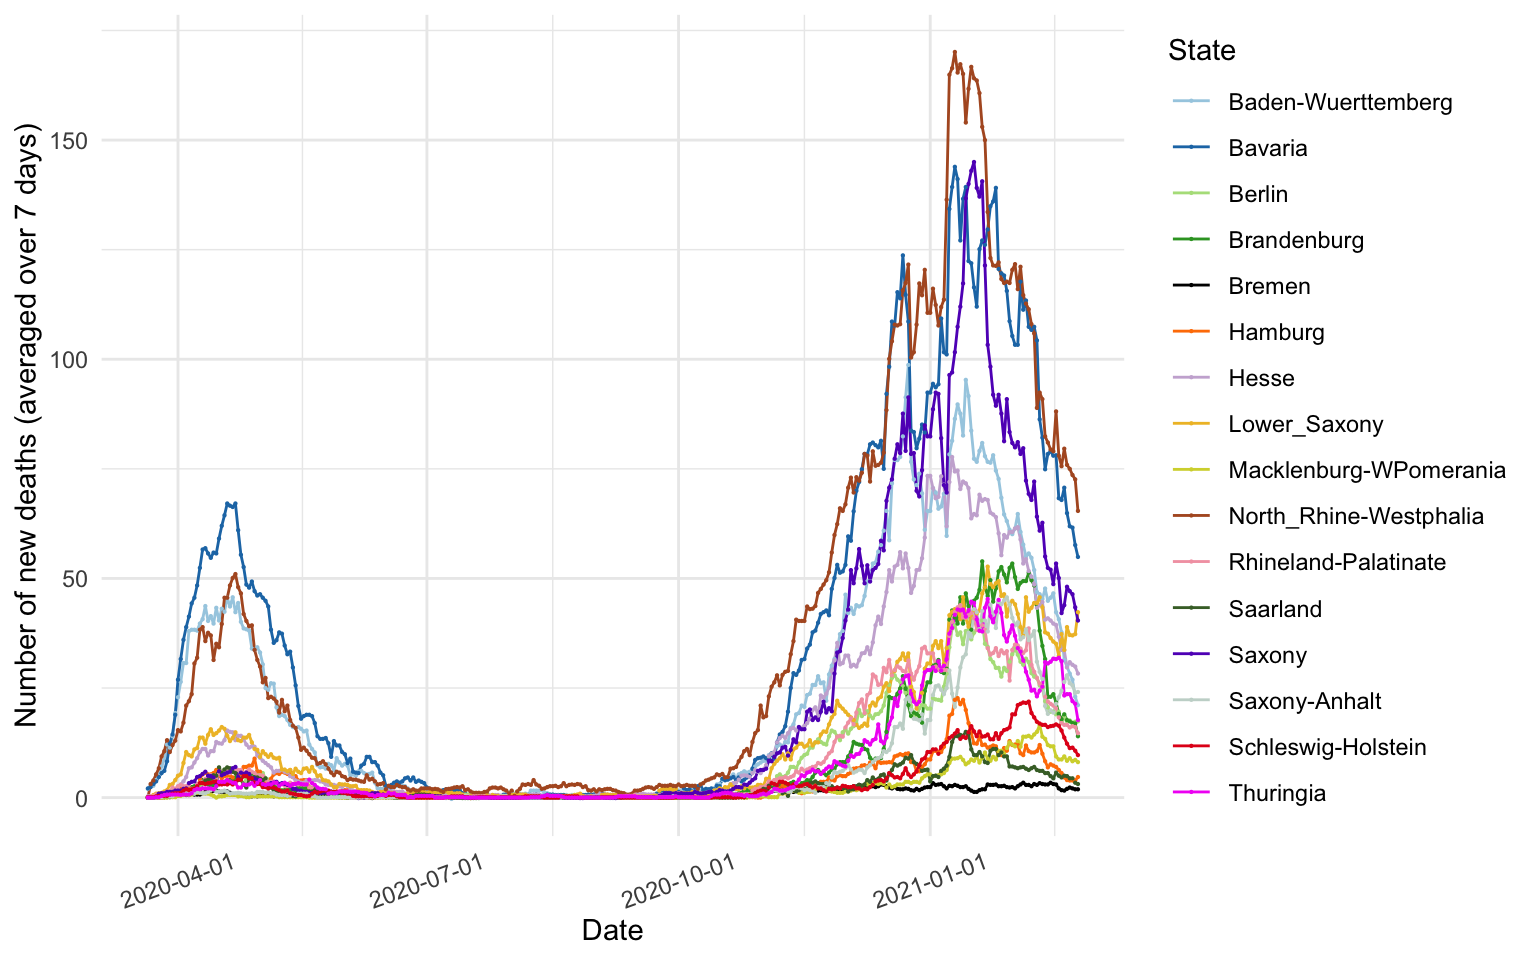 Number of new deaths (averaged over 7 days)
150
100
50
0
2020-04-01
2020-07-01
2020-10-01
2021-01-01
Date
State
Baden-Wuerttemberg
Bavaria
Berlin
Brandenburg
Bremen
Hamburg
Hesse
Lower_Saxony
Macklenburg-WPomerania
North_Rhine-Westphalia
Rhineland-Palatinate
Saarland
Saxony
Saxony-Anhalt
Schleswig-Holstein
Thuringia